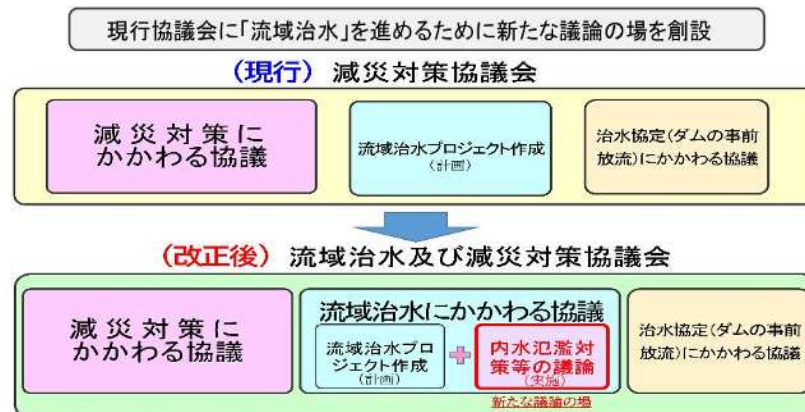 現行協議会に「流域治水」を進めるために新たな議論の場を創設
（現行）減災対策協議会
減災対策に
かかわる協議
流域治水プロジェクト作成
（計画）
治水協定（ダムの事前
放流）にかかわる協議
（改正後）流域治水及び減災対策協議会
減災対策に
かかわる協議
流域治水にかかわる協議
流域治水プロ
ジェクト作成
（計画）
+
内水氾濫対
策等の議論
（実施）
新たな議論の場
治水協定（ダムの事前
放流）にかかわる協議